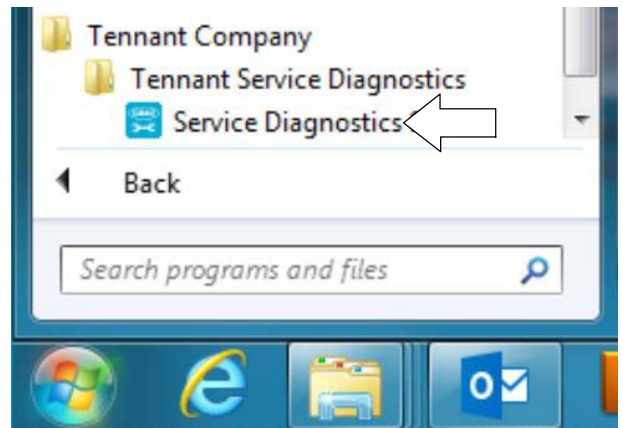 Tennant Company
Tennant Service Diagnostics
Service Diagnostics
Back
Search programs and files